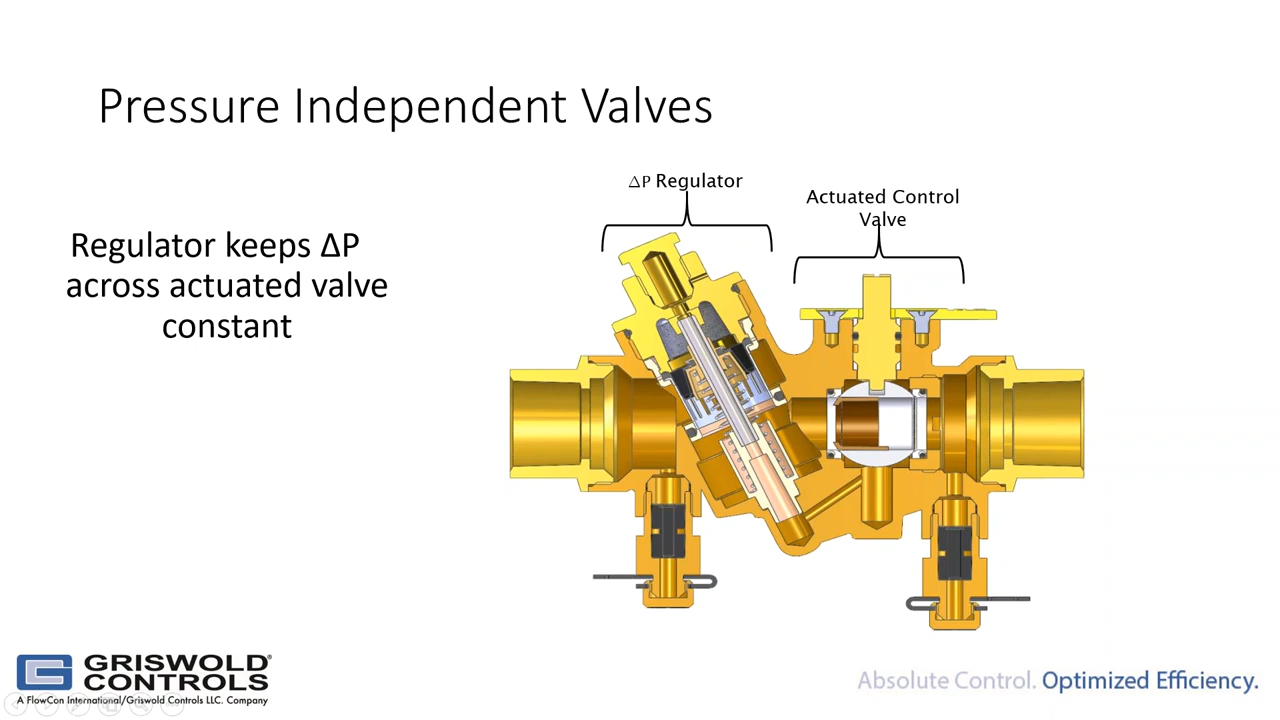 Pressure Independent Valves
ΔP Regulator
Actuated Control
Valve
Regulator keeps ΔP
across actuated valve
constant
GRISWOLD®
CONTROLS
A FlowCon International/Griswold Controls LLC. Company
Absolute Control. Optimized Efficiency.